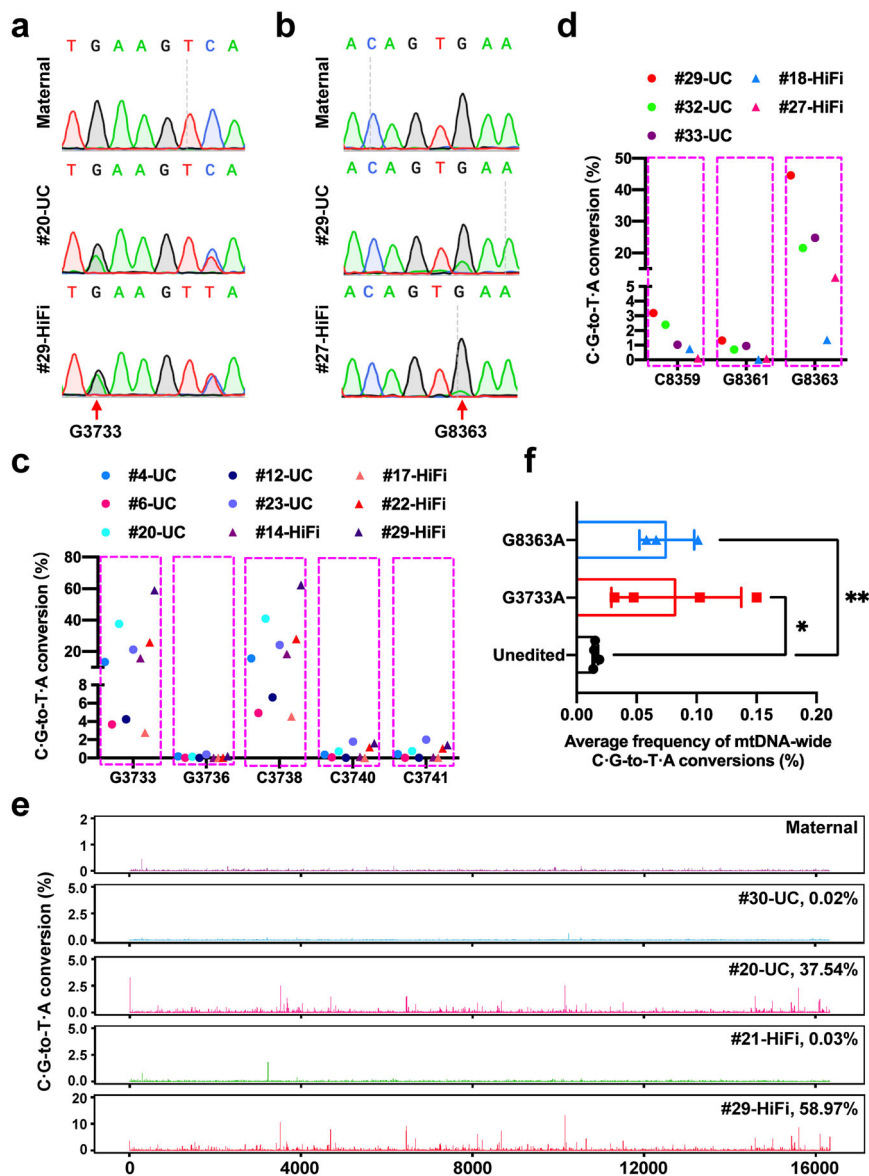 a
T G A A G T C A
Maternal
T G A A G T C A
#20-UC
T G A A G T T A
#29-HiFi
G3733
b
A C A G T G A A
A C A G T G A A
#29-UC
A C A G T G A A
#27-HiFi
Maternal
G8363
d
#29-UC
#18-HiFi
#32-UC
#27-HiFi
#33-UC
C·G-to-T·A conversion (%)
50
40
30
20
5
4
3
2
1
0
C8359
G8361
G8363
c
#4-UC
#12-UC
#17-HiFi
#6-UC
#23-UC
#22-HiFi
#20-UC
#14-HiFi
#29-HiFi
C·G-to-T·A conversion (%)
80
60
40
20
8
6
4
2
0
G3733
G3736
C3738
C3740
C3741
f
G8363A
G3733A
Unedited
**
*
0.00
0.05
0.10
0.15
0.20
Average frequency of mtDNA-wide
C·G-to-T·A conversions (%)
e
C·G-to-T·A conversion (%)
2
1
0
Maternal
5.0
2.5
0.0
#30-UC, 0.02%
5.0
2.5
0.0
#20-UC, 37.54%
5.0
2.5
0.0
#21-HiFi, 0.03%
20
10
0
#29-HiFi, 58.97%
0
4000
8000
12000
16000